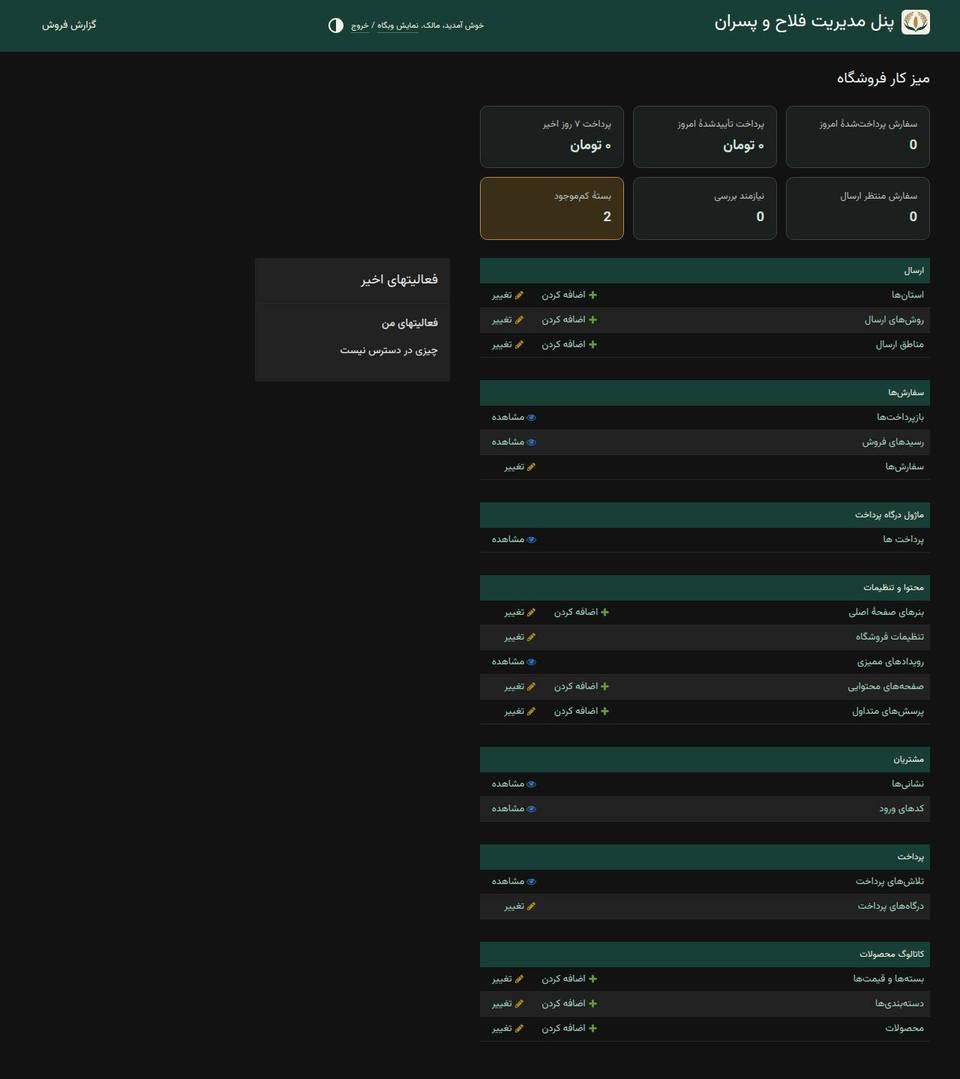 پنل مدیریت فلاح و پسران
خوش آمدید، مالک. نمایش وبگاه / خروج
گزارش فروش
میز کار فروشگاه
سفارش پرداخت‌شدهٔ امروز
0
پرداخت تأییدشدهٔ امروز
۰ تومان
پرداخت ۷ روز اخیر
۰ تومان
سفارش منتظر ارسال
0
نیازمند بررسی
0
بستهٔ کم‌موجود
2
ارسال
استان‌ها اضافه کردن تغییر
روش‌های ارسال اضافه کردن تغییر
مناطق ارسال اضافه کردن تغییر
سفارش‌ها
بازپرداخت‌ها مشاهده
رسیدهای فروش مشاهده
سفارش‌ها تغییر
ماژول درگاه پرداخت
پرداخت ها مشاهده
محتوا و تنظیمات
بنرهای صفحهٔ اصلی اضافه کردن تغییر
تنظیمات فروشگاه تغییر
رویدادهای ممیزی مشاهده
صفحه‌های محتوایی اضافه کردن تغییر
پرسش‌های متداول اضافه کردن تغییر
مشتریان
نشانی‌ها مشاهده
کدهای ورود مشاهده
پرداخت
تلاش‌های پرداخت مشاهده
درگاه‌های پرداخت تغییر
کاتالوگ محصولات
بسته‌ها و قیمت‌ها اضافه کردن تغییر
دسته‌بندی‌ها اضافه کردن تغییر
محصولات اضافه کردن تغییر
فعالیتهای اخیر
فعالیتهای من
چیزی در دسترس نیست